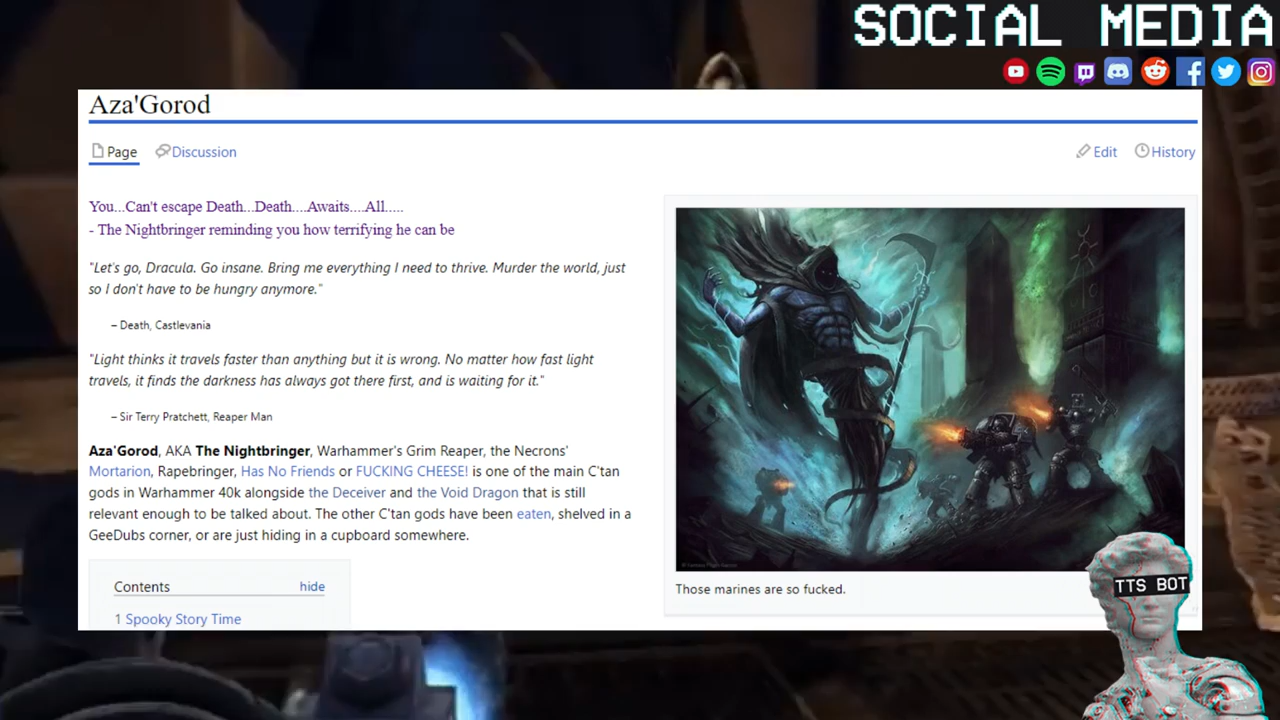 SOCIAL MEDIA
Aza'Gorod
Page Discussion Edit History
You...Can't escape Death...Death....Awaits....All.....
- The Nightbringer reminding you how terrifying he can be
"Let's go, Dracula. Go insane. Bring me everything I need to thrive. Murder the world, just
so I don't have to be hungry anymore."
– Death, Castlevania
"Light thinks it travels faster than anything but it is wrong. No matter how fast light
travels, it finds the darkness has always got there first, and is waiting for it."
– Sir Terry Pratchett, Reaper Man
Aza'Gorod, AKA The Nightbringer, Warhammer's Grim Reaper, the Necrons'
Mortarion, Rapebringer, Has No Friends or FUCKING CHEESE! is one of the main C'tan
gods in Warhammer 40k alongside the Deceiver and the Void Dragon that is still
relevant enough to be talked about. The other C'tan gods have been eaten, shelved in a
GeeDubs corner, or are just hiding in a cupboard somewhere.
Contents hide
1 Spooky Story Time
Those marines are so fucked.
TTS BOT